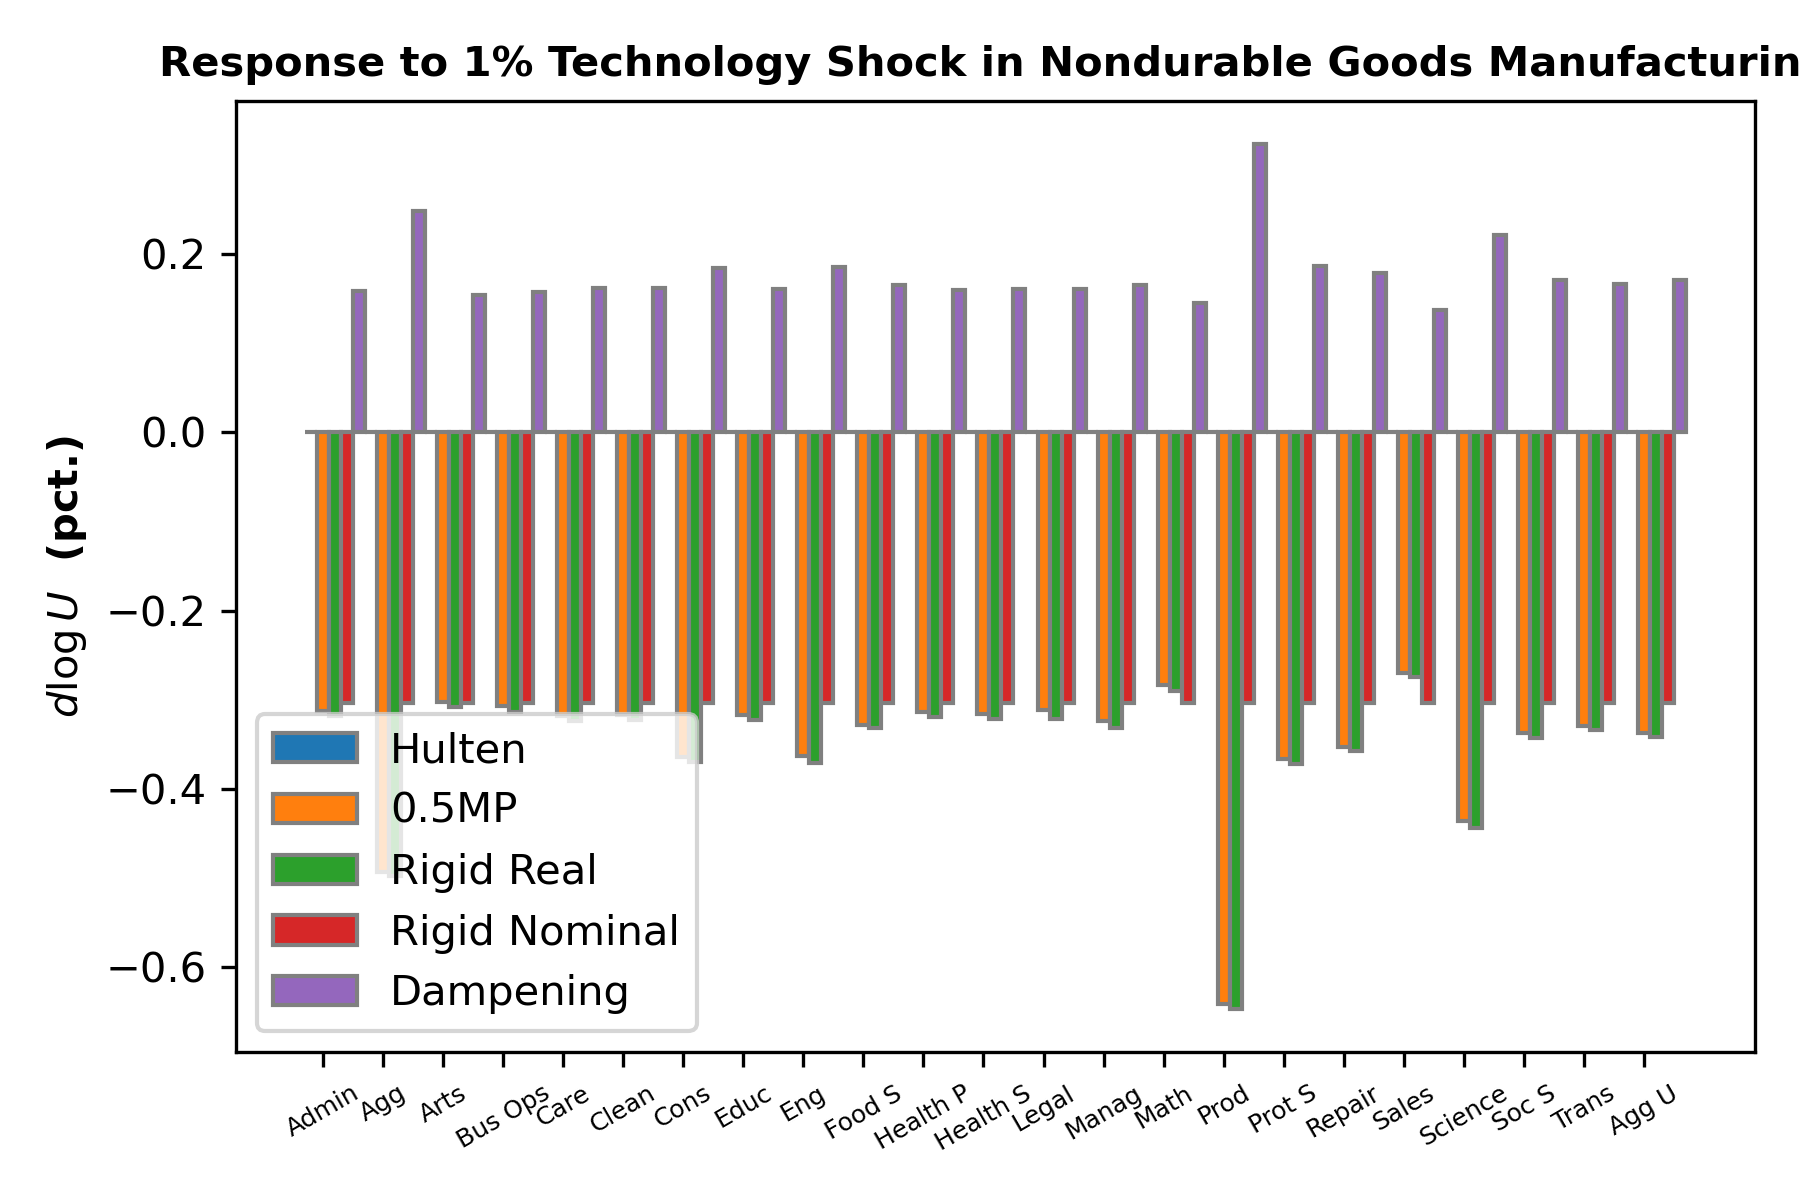 Response to 1% Technology Shock in Nondurable Goods Manufacturin
dlog U (pct.)
0.2
0.0
−0.2
−0.4
−0.6
Hulten
0.5MP
Rigid Real
Rigid Nominal
Dampening
Admin
Agg
Arts
Bus Ops
Care
Clean
Cons
Educ
Eng
Food S
Health P
Health S
Legal
Manag
Math
Prod
Prot S
Repair
Sales
Science
Soc S
Trans
Agg U